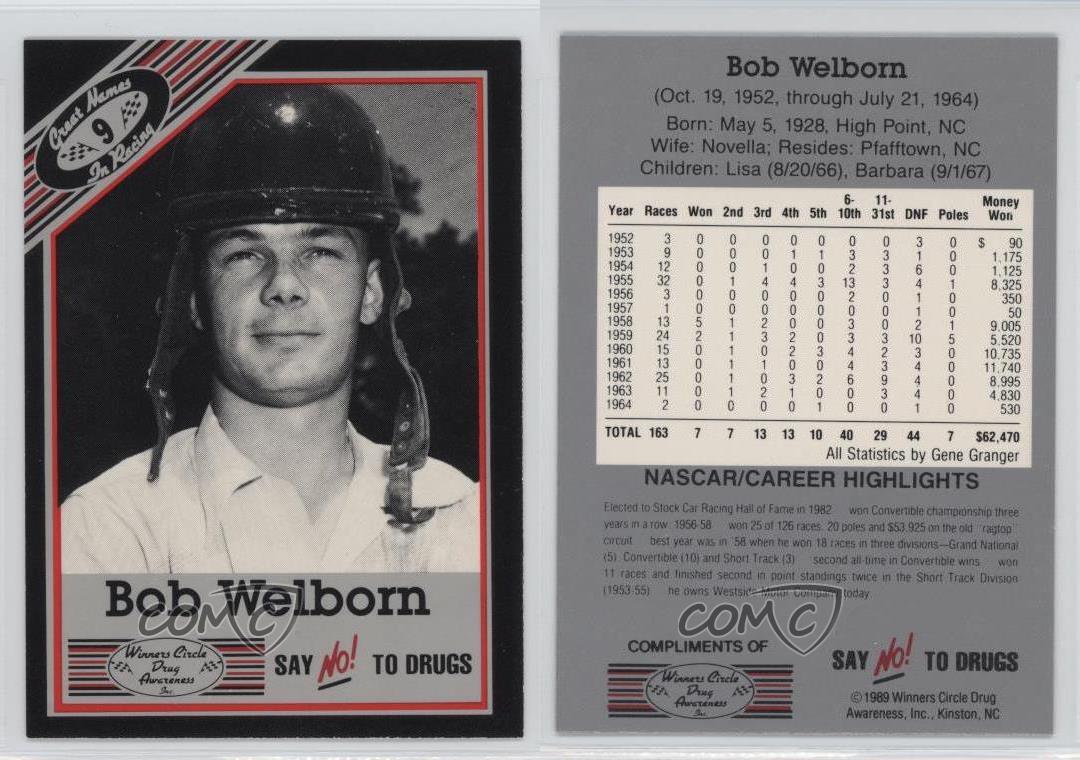 Great Names
9
In Racing
Bob Welborn
Winners Circle
Drug
Awareness
Inc.
SAY NO! TO DRUGS
COMC
Bob Welborn
(Oct. 19, 1952, through July 21, 1964)
Born: May 5, 1928, High Point, NC
Wife: Novella; Resides: Pfafftown, NC
Children: Lisa (8/20/66), Barbara (9/1/67)
Year Races Won 2nd 3rd 4th 5th 6-10th 11-31st DNF Poles Money Won
1952 3 0 0 0 0 0 0 0 3 0 $ 90
1953 9 0 0 0 1 1 3 3 1 0 1,175
1954 12 0 0 1 0 0 2 3 6 0 1,125
1955 32 0 1 4 4 3 13 3 4 1 8,325
1956 3 0 0 0 0 0 2 0 1 0 350
1957 1 0 0 0 0 0 0 0 1 0 50
1958 13 5 1 2 0 0 3 0 2 1 9,005
1959 24 2 1 3 2 0 3 3 10 5 5,520
1960 15 0 1 0 2 3 4 2 3 0 10,735
1961 13 0 1 1 0 0 4 3 4 0 11,740
1962 25 0 1 0 3 2 6 9 4 0 8,995
1963 11 0 1 2 1 0 0 3 4 0 4,830
1964 2 0 0 0 0 1 0 0 1 0 530
TOTAL 163 7 7 13 13 10 40 29 44 7 $62,470
All Statistics by Gene Granger
NASCAR/CAREER HIGHLIGHTS
Elected to Stock Car Racing Hall of Fame in 1982 won Convertible championship three
years in a row. 1956-58 won 25 of 126 races. 20 poles and $53,925 on the old "ragtop"
circuit best year was in '58 when he won 18 races in three divisions—Grand National
(5) Convertible (10) and Short Track (3) second all-time in Convertible wins won
11 races and finished second in point standings twice in the Short Track Division
(1953-55) he owns Westside Motor Company today.
COMC
COMPLIMENTS OF
Winners Circle
Drug
Awareness
Inc.
SAY NO! TO DRUGS
©1989 Winners Circle Drug
Awareness, Inc., Kinston, NC